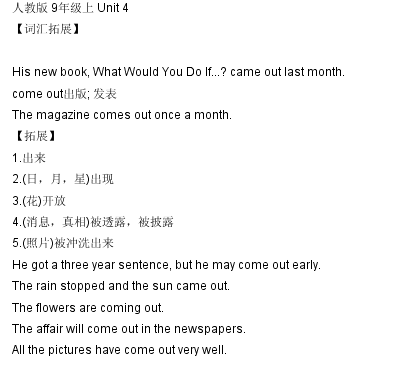 人教版 9年级上 Unit 4
【词汇拓展】
His new book, What Would You Do If...? came out last month.
come out出版; 发表
The magazine comes out once a month.
【拓展】
1.出来
2.(日，月，星)出现
3.(花)开放
4.(消息，真相)被透露，被披露
5.(照片)被冲洗出来
He got a three year sentence, but he may come out early.
The rain stopped and the sun came out.
The flowers are coming out.
The affair will come out in the newspapers.
All the pictures have come out very well.